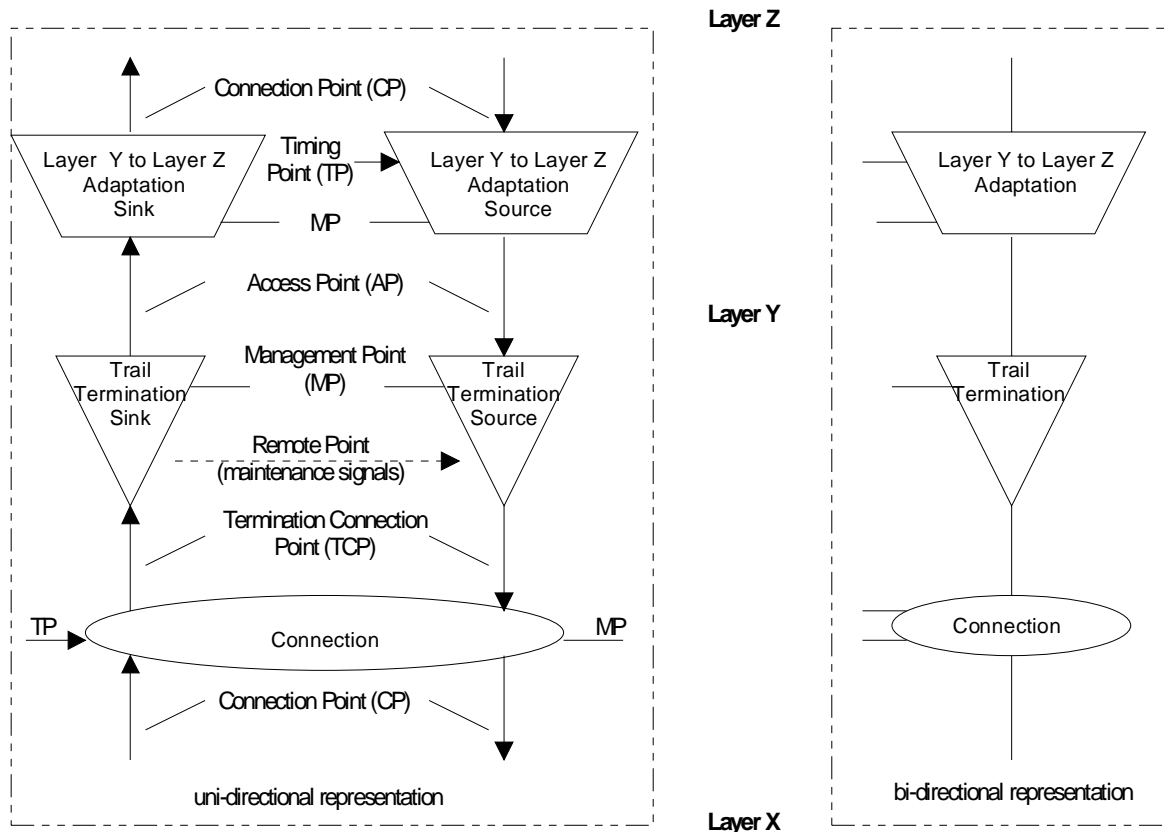 Layer Z
Connection Point (CP)
Layer Y to Layer Z
Adaptation
Sink
Timing
Point (TP)
Layer Y to Layer Z
Adaptation
Source
Layer Y to Layer Z
Adaptation
MP
Access Point (AP)
Layer Y
Trail
Termination
Sink
Management Point
(MP)
Trail
Termination
Source
Trail
Termination
Remote Point
(maintenance signals)
Termination Connection
Point (TCP)
TP
Connection
MP
Connection
Connection Point (CP)
uni-directional representation
bi-directional representation
Layer X